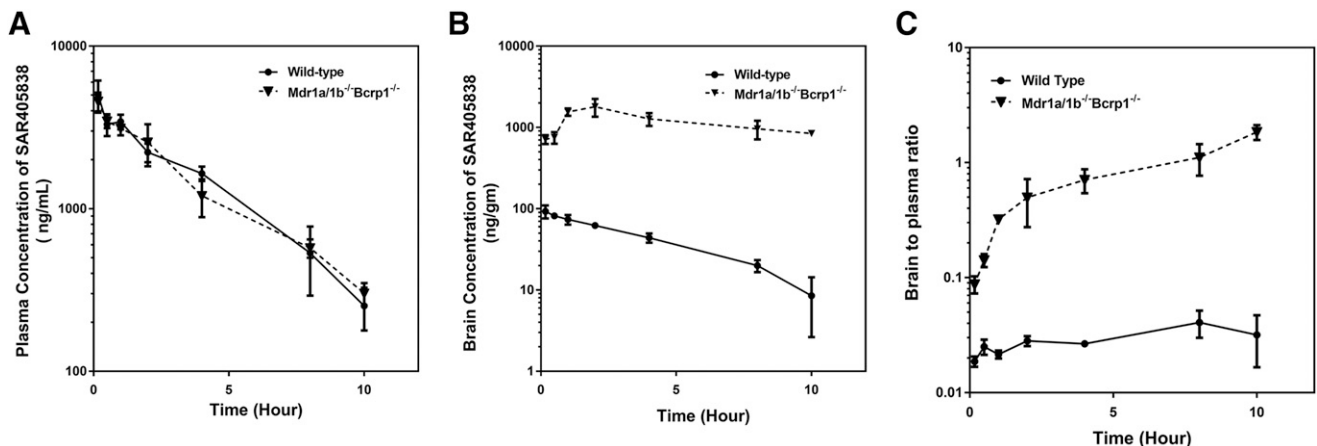 A
Plasma Concentration of SAR405838
( ng/mL)
10000
1000
100
Wild-type
Mdr1a/1b⁻/⁻Bcrp1⁻/⁻
0
5
10
Time (Hour)
B
Brain Concentration of SAR405838
(ng/gm)
10000
1000
100
10
1
Wild-type
Mdr1a/1b⁻/⁻Bcrp1⁻/⁻
0
5
10
Time (Hour)
C
Brain to plasma ratio
10
1
0.1
0.01
Wild Type
Mdr1a/1b⁻/⁻Bcrp1⁻/⁻
0
5
10
Time (Hour)